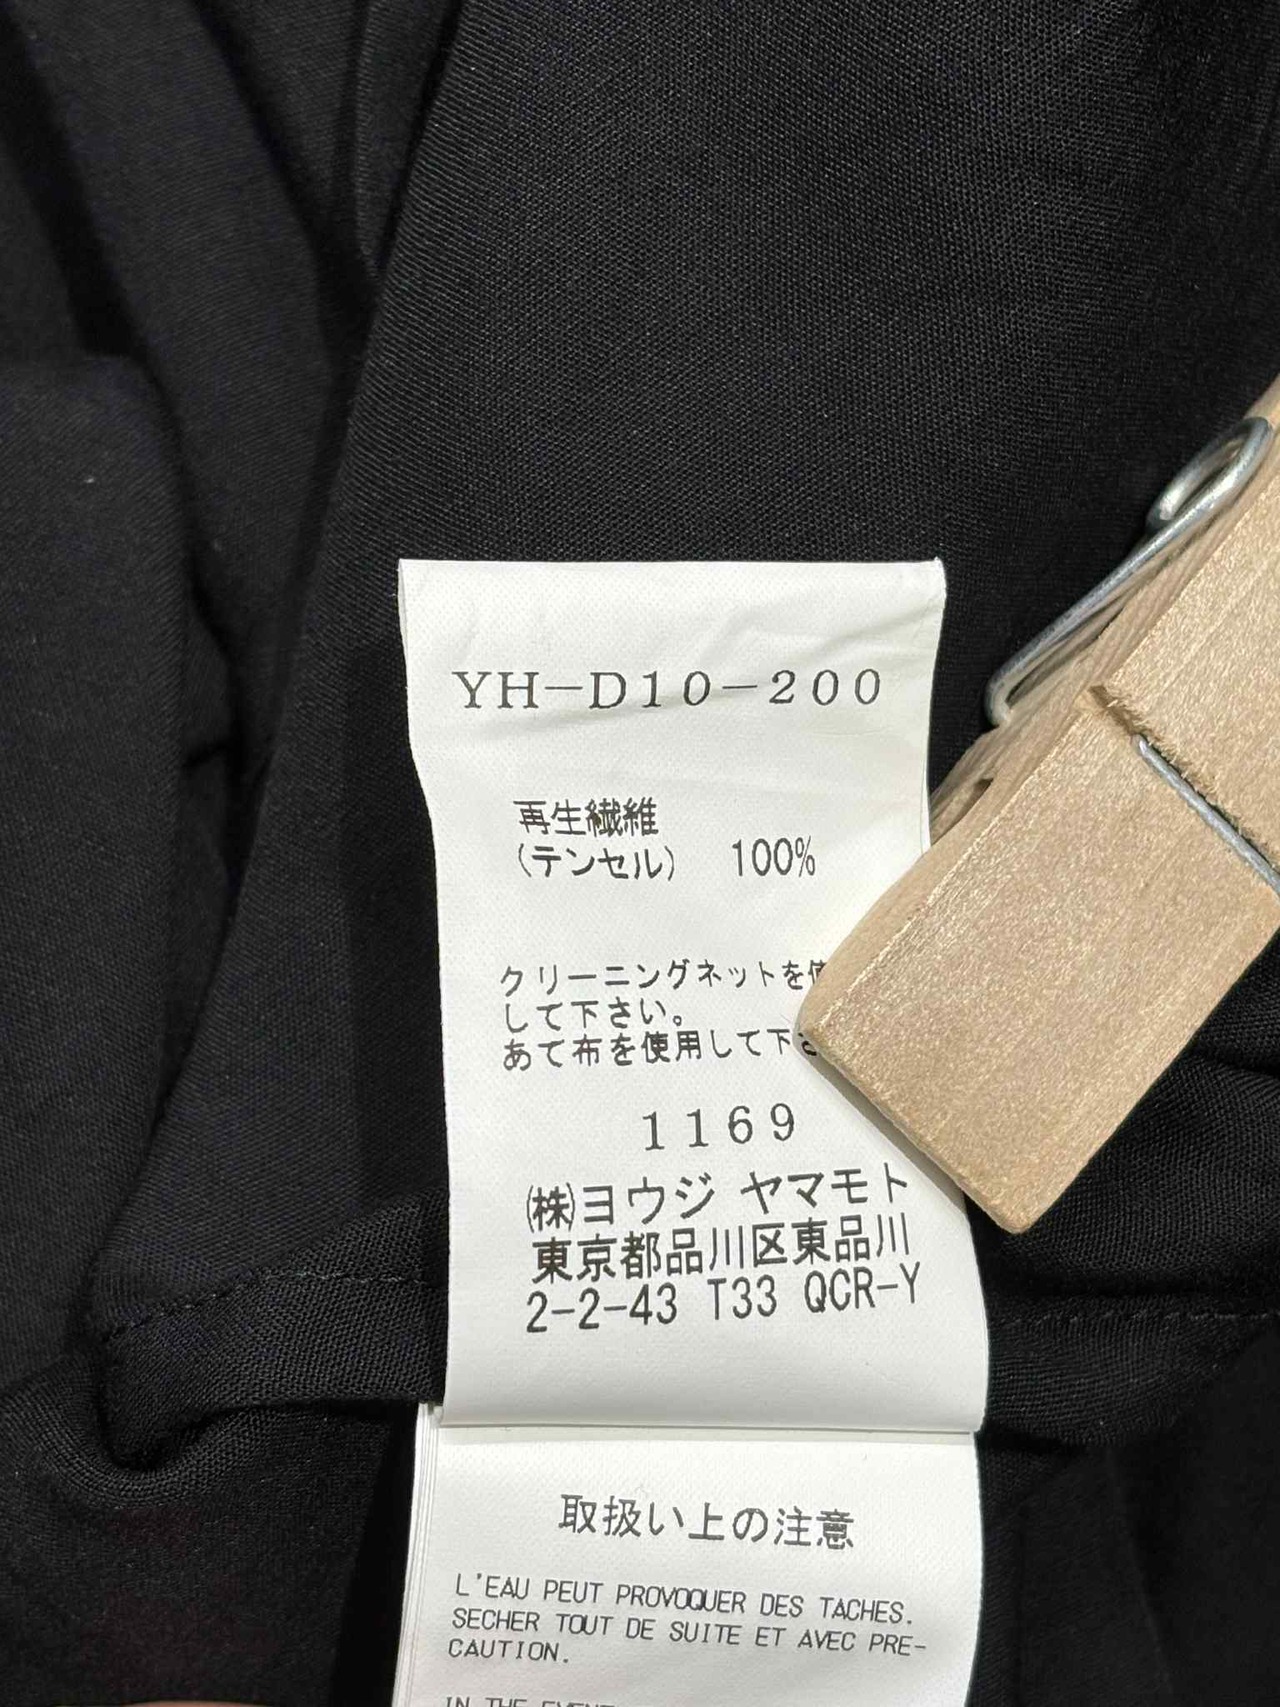 YH-D10-200
再生繊維
(テンセル) 100%
クリーニングネットを使
して下さい。
あて布を使用して下さ
1169
(株)ヨウジ ヤマモト
東京都品川区東品川
2-2-43 T33 QCR-Y
取扱い上の注意
L'EAU PEUT PROVOQUER DES TACHES.
SECHER TOUT DE SUITE ET AVEC PRE-
CAUTION.
IN THE EVENT